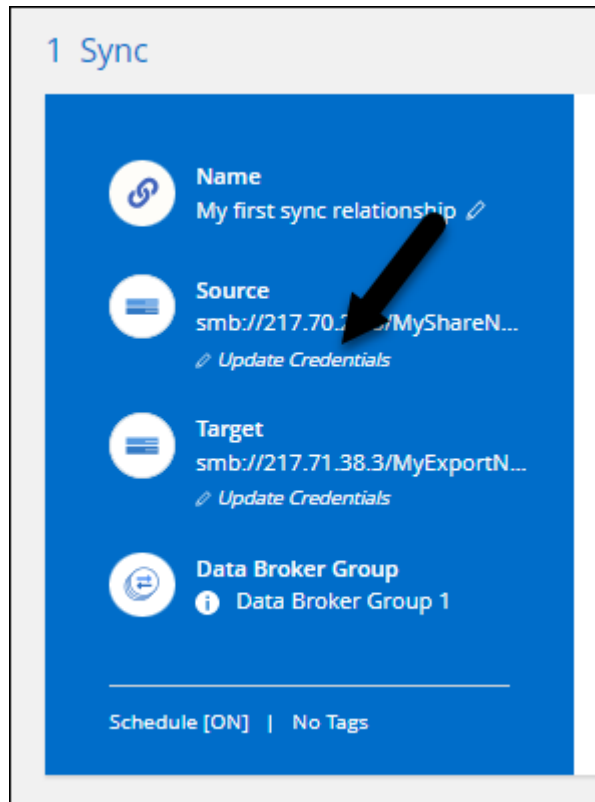 1 Sync
Name
My first sync relationship
Source
smb://217.70. /MyShareN...
Update Credentials
Target
smb://217.71.38.3/MyExportN...
Update Credentials
Data Broker Group
Data Broker Group 1
Schedule [ON] | No Tags